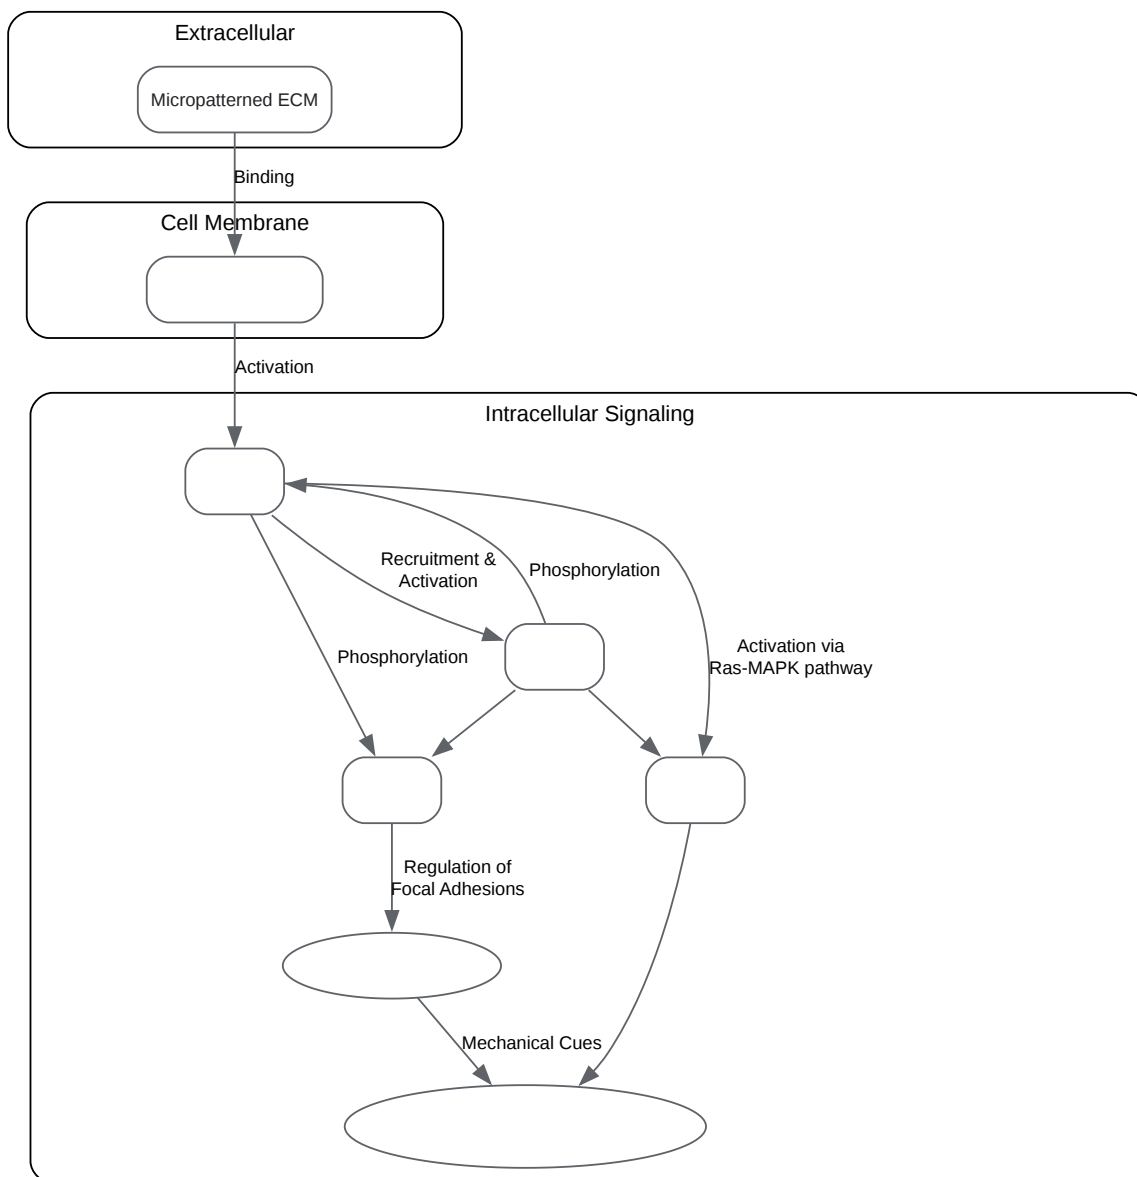 Extracellular
Micropatterned ECM
Binding
Cell Membrane
Activation
Intracellular Signaling
Recruitment &
Activation
Phosphorylation
Activation via
Ras-MAPK pathway
Phosphorylation
Regulation of
Focal Adhesions
Mechanical Cues